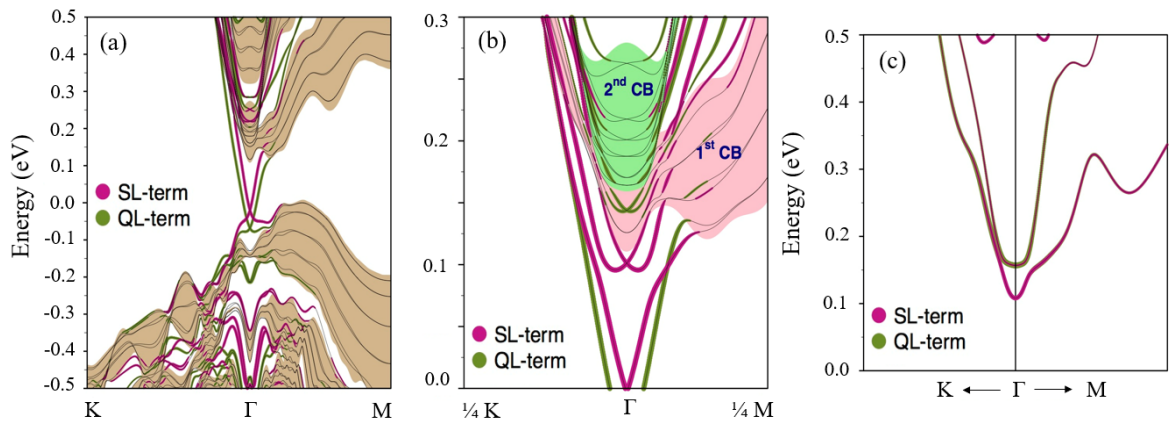 (a)
Energy (eV)
0.5
0.4
0.3
0.2
0.1
0.0
-0.1
-0.2
-0.3
-0.4
-0.5
SL-term
QL-term
K
Γ
M
(b)
0.3
0.2
0.1
0.0
2nd CB
1st CB
SL-term
QL-term
¼ K
Γ
¼ M
(c)
Energy (eV)
0.5
0.4
0.3
0.2
0.1
0.0
SL-term
QL-term
K ← Γ → M